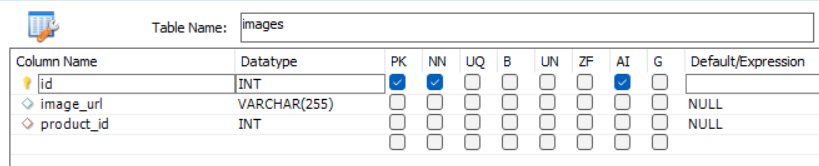 Table Name: images
Column Name Datatype PK NN UQ B UN ZF AI G Default/Expression
id INT
image_url VARCHAR(255) NULL
product_id INT NULL